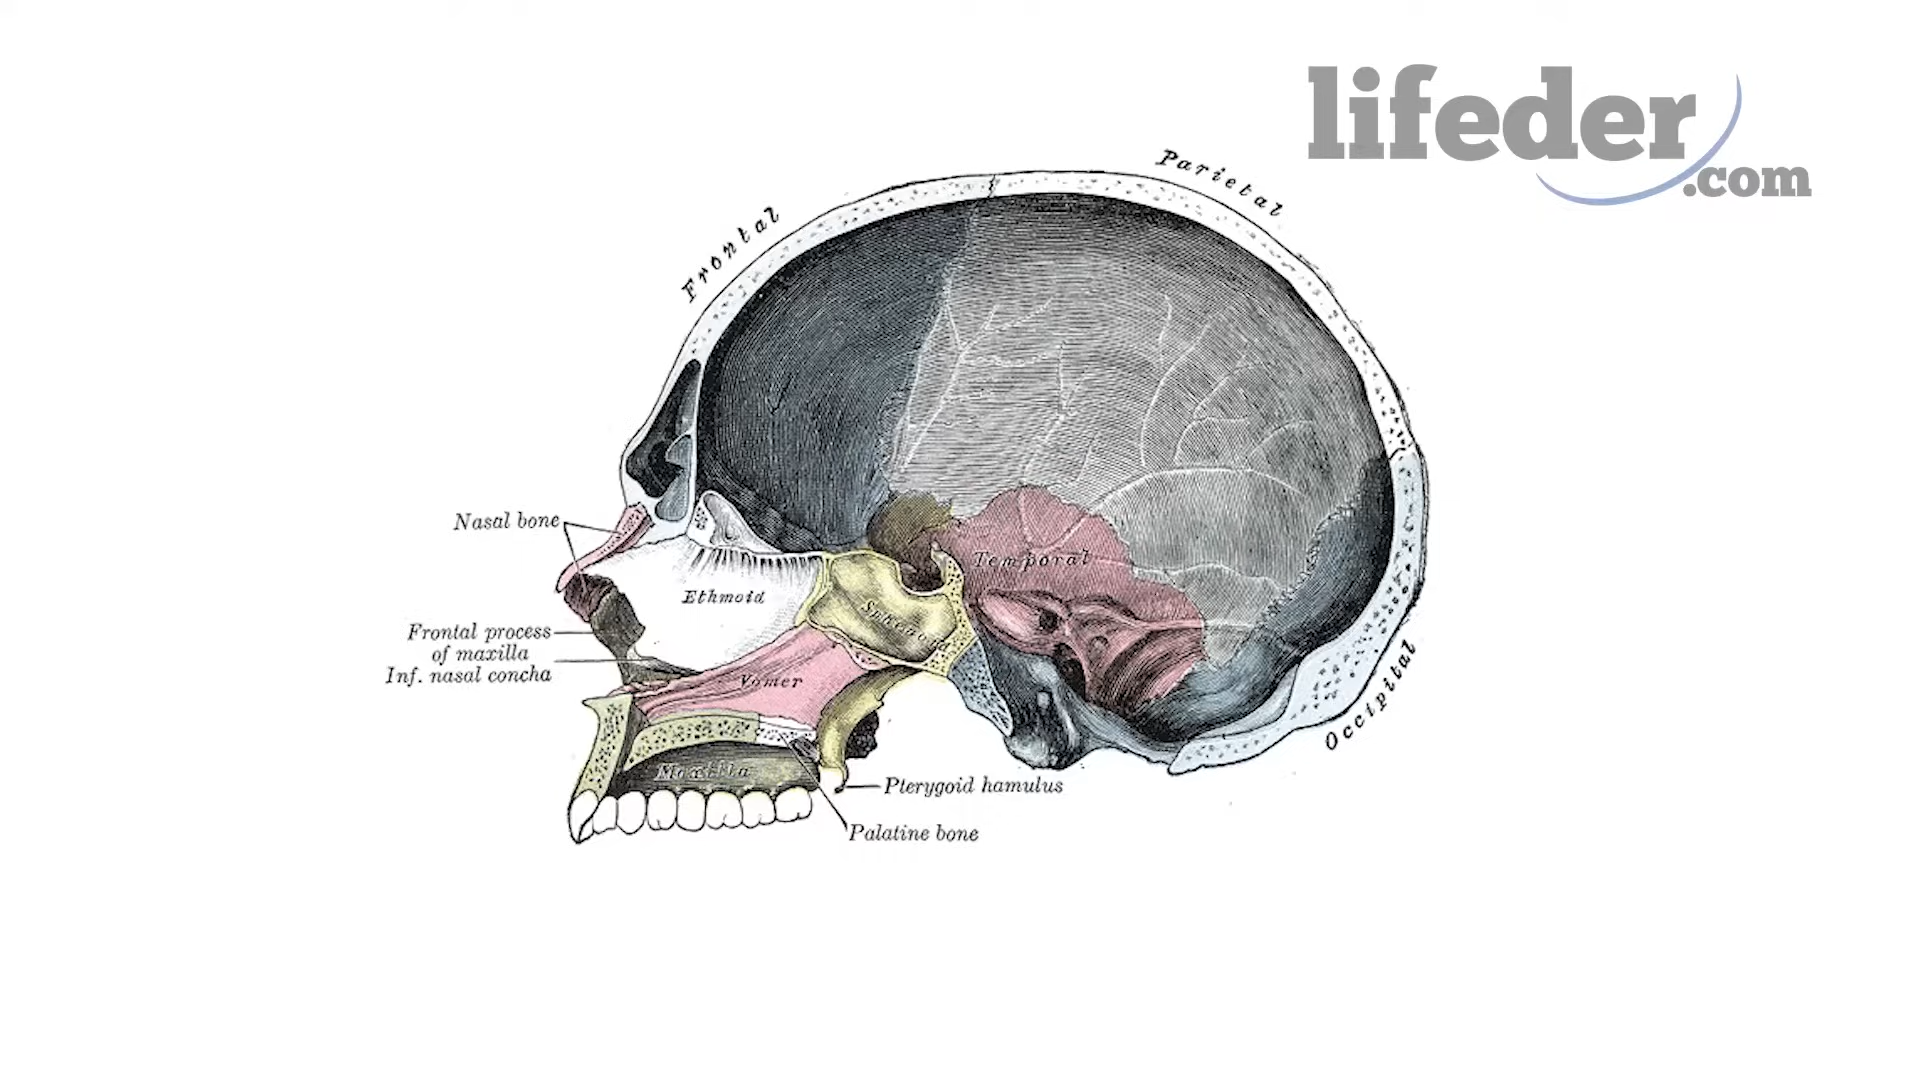 lifeder
.com
Parietal
Frontal
Nasal bone
Temporal
Ethmoid
Sphenoid
Frontal process
of maxilla
Inf. nasal concha
Vomer
Occipital
Maxilla
Pterygoid hamulus
Palatine bone